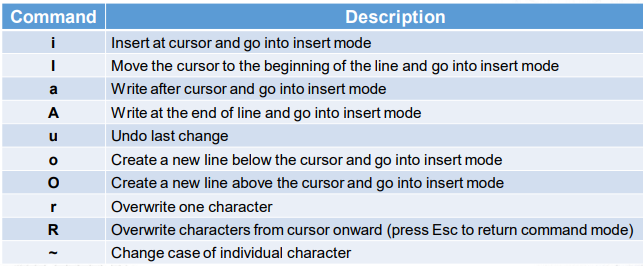 Command Description
i Insert at cursor and go into insert mode
I Move the cursor to the beginning of the line and go into insert mode
a Write after cursor and go into insert mode
A Write at the end of line and go into insert mode
u Undo last change
o Create a new line below the cursor and go into insert mode
O Create a new line above the cursor and go into insert mode
r Overwrite one character
R Overwrite characters from cursor onward (press Esc to return command mode)
~ Change case of individual character